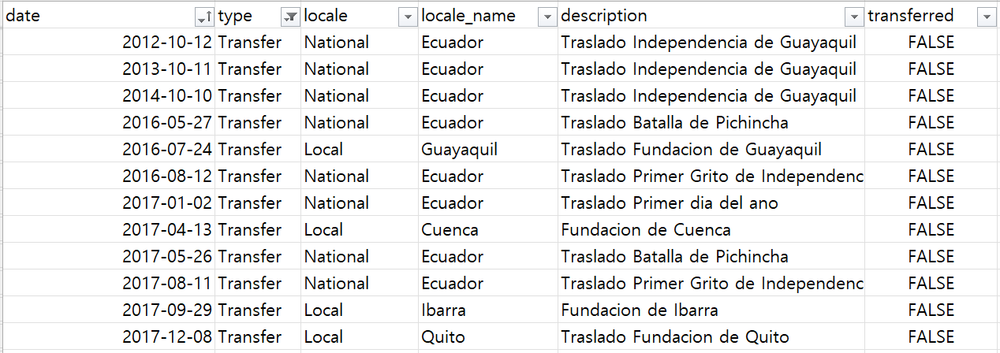 date type locale locale_name description transferred
2012-10-12 Transfer National Ecuador Traslado Independencia de Guayaquil FALSE
2013-10-11 Transfer National Ecuador Traslado Independencia de Guayaquil FALSE
2014-10-10 Transfer National Ecuador Traslado Independencia de Guayaquil FALSE
2016-05-27 Transfer National Ecuador Traslado Batalla de Pichincha FALSE
2016-07-24 Transfer Local Guayaquil Traslado Fundacion de Guayaquil FALSE
2016-08-12 Transfer National Ecuador Traslado Primer Grito de Independenc FALSE
2017-01-02 Transfer National Ecuador Traslado Primer dia del ano FALSE
2017-04-13 Transfer Local Cuenca Fundacion de Cuenca FALSE
2017-05-26 Transfer National Ecuador Traslado Batalla de Pichincha FALSE
2017-08-11 Transfer National Ecuador Traslado Primer Grito de Independenc FALSE
2017-09-29 Transfer Local Ibarra Fundacion de Ibarra FALSE
2017-12-08 Transfer Local Quito Traslado Fundacion de Quito FALSE